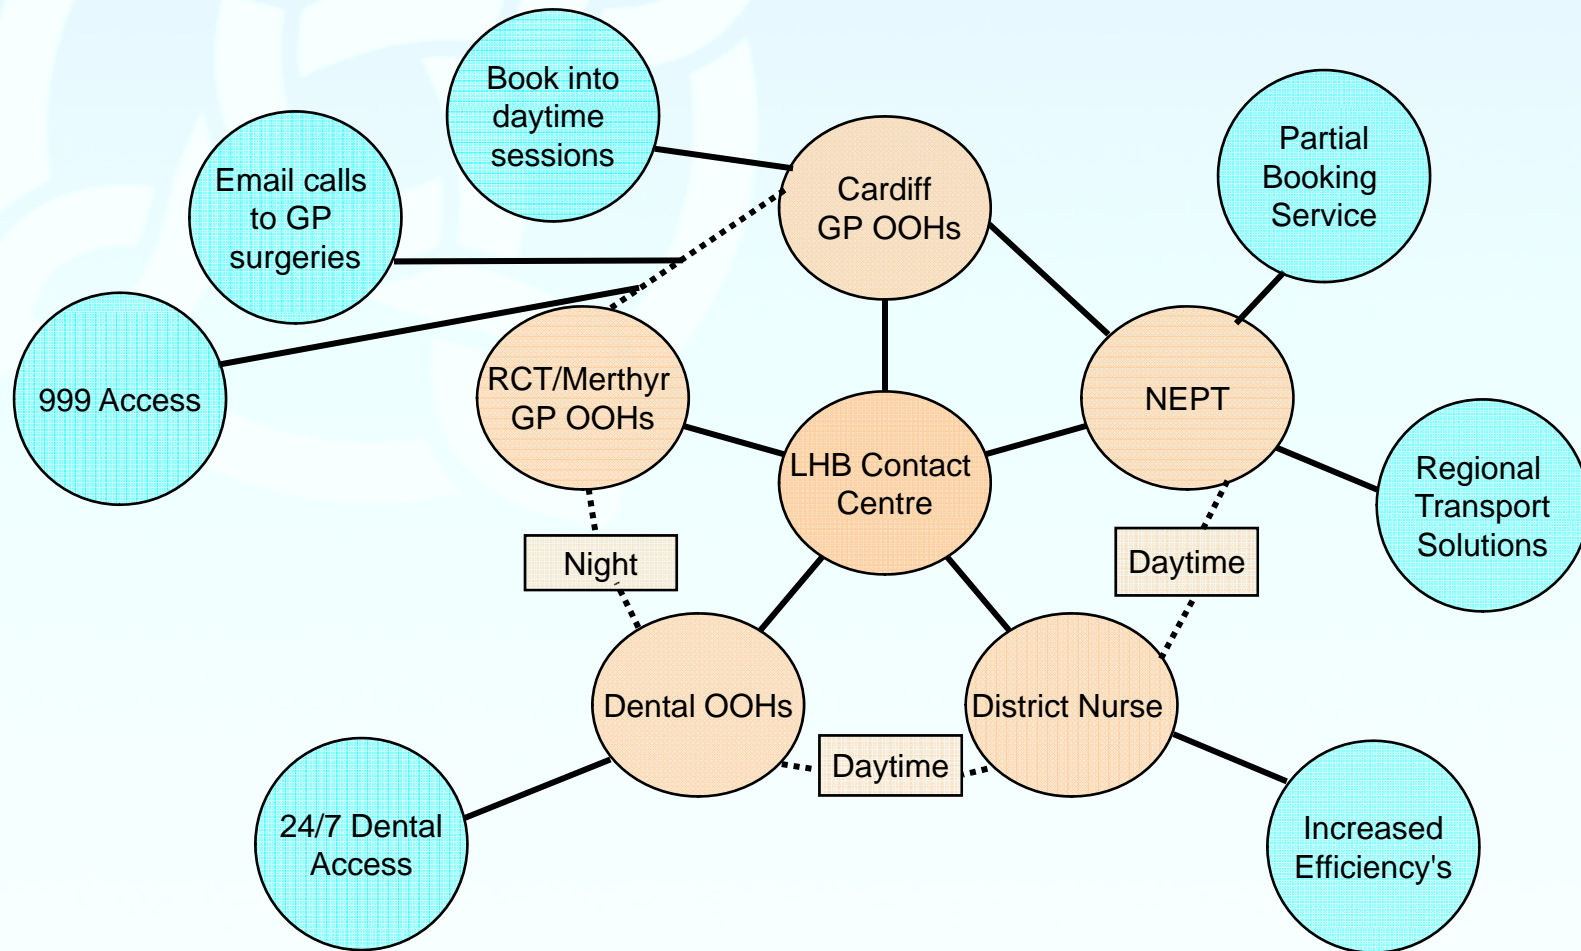 Book into
daytime
sessions
Email calls
to GP
surgeries
999 Access
Cardiff
GP OOHs
Partial
Booking
Service
RCT/Merthyr
GP OOHs
NEPT
LHB Contact
Centre
Regional
Transport
Solutions
Night
Daytime
Dental OOHs
District Nurse
Daytime
24/7 Dental
Access
Increased
Efficiency's